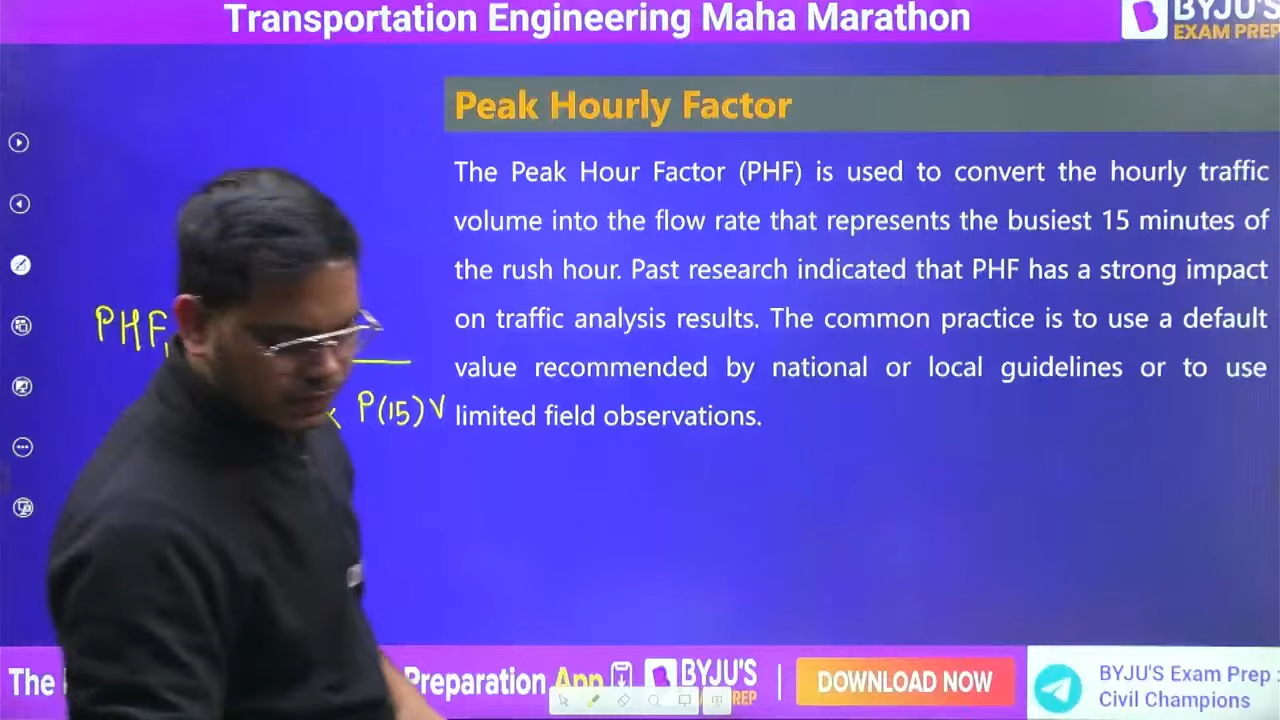 Transportation Engineering Maha Marathon
BYJU'S
EXAM PREP
Peak Hourly Factor
The Peak Hour Factor (PHF) is used to convert the hourly traffic
volume into the flow rate that represents the busiest 15 minutes of
the rush hour. Past research indicated that PHF has a strong impact
on traffic analysis results. The common practice is to use a default
value recommended by national or local guidelines or to use
limited field observations.
PHF
× P(15)V
The
Preparation App
BYJU'S
DOWNLOAD NOW
BYJU'S Exam Prep :
Civil Champions